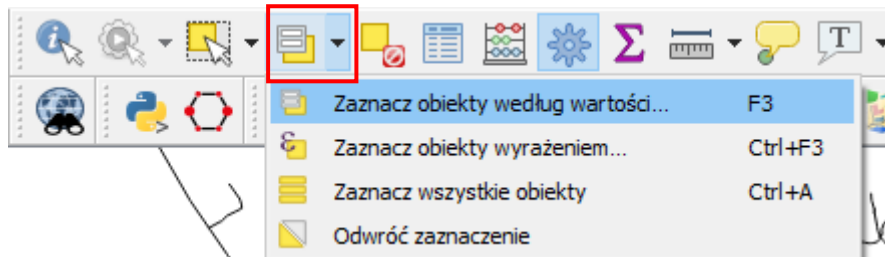 Σ T
Zaznacz obiekty według wartości... F3
Zaznacz obiekty wyrażeniem... Ctrl+F3
Zaznacz wszystkie obiekty Ctrl+A
Odwróć zaznaczenie